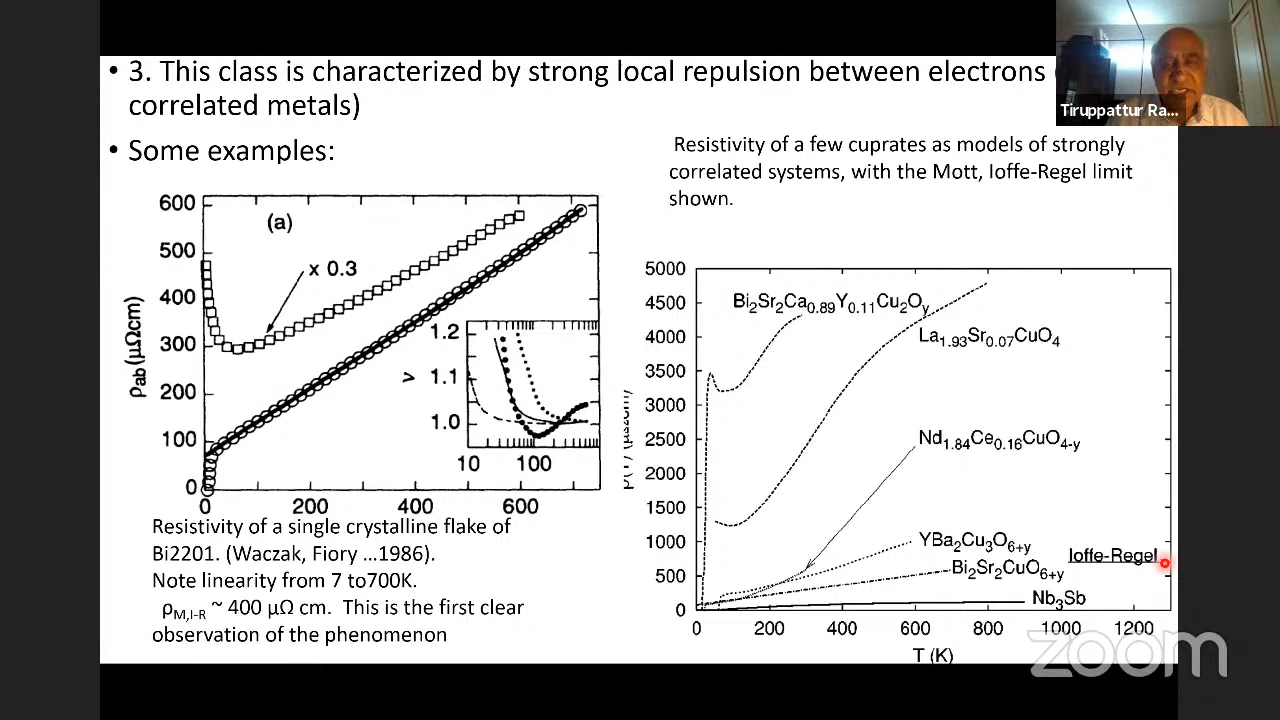 • 3. This class is characterized by strong local repulsion between electrons
correlated metals)
• Some examples:
Tiruppattur Ra...
Resistivity of a few cuprates as models of strongly
correlated systems, with the Mott, Ioffe-Regel limit
shown.
600
500
400
300
200
100
0
ρab (μΩcm)
(a)
x 0.3
1.2
1.1
1.0
ν
10
100
0
200
400
600
Resistivity of a single crystalline flake of
Bi2201. (Waczak, Fiory ...1986).
Note linearity from 7 to700K.
ρM,I-R ~ 400 μΩ cm. This is the first clear
observation of the phenomenon
5000
4500
4000
3500
3000
2500
2000
1500
1000
500
0
Bi2Sr2Ca0.89Y0.11Cu2Oy
La1.93Sr0.07CuO4
Nd1.84Ce0.16CuO4-y
YBa2Cu3O6+y
Ioffe-Regel
Bi2Sr2CuO6+y
Nb3Sb
0
200
400
600
800
1000
1200
T (K)
zoom